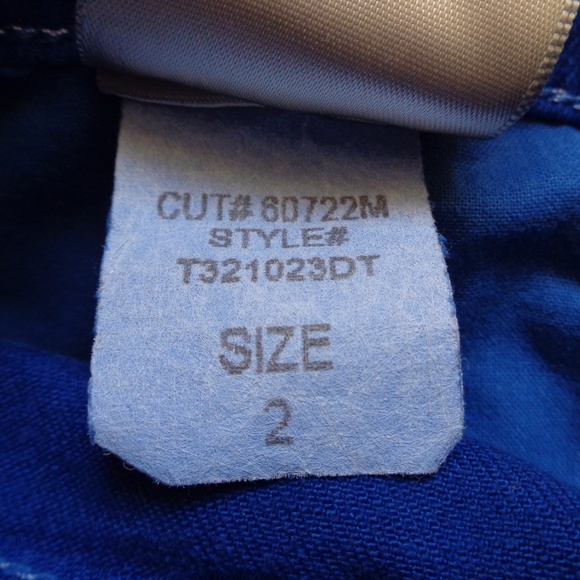 CUT# 60722M
STYLE#
T321023DT
SIZE
2